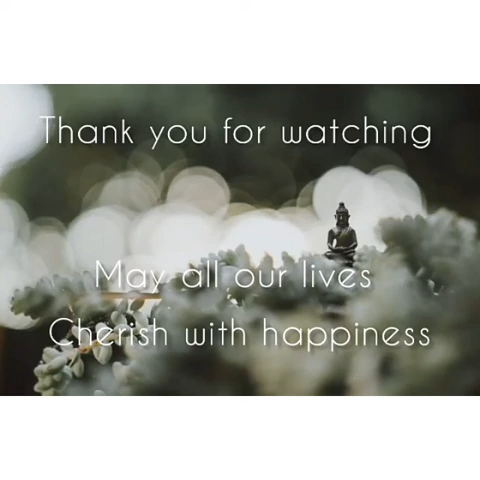 Thank you for watching
May all our lives
Cherish with happiness